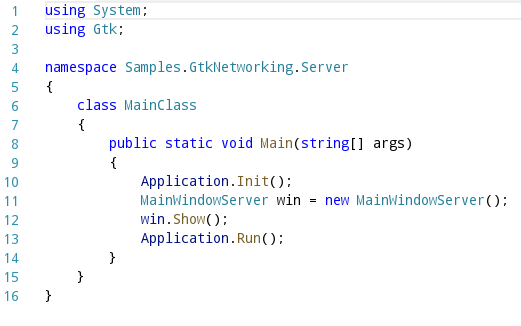 1 using System;
2 using Gtk;
3
4 namespace Samples.GtkNetworking.Server
5 {
6     class MainClass
7     {
8         public static void Main(string[] args)
9         {
10             Application.Init();
11             MainWindowServer win = new MainWindowServer();
12             win.Show();
13             Application.Run();
14         }
15     }
16 }